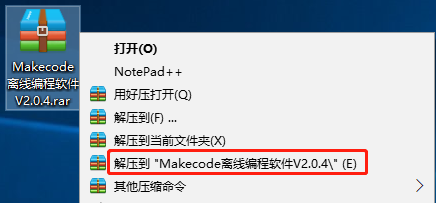 Makecode
离线编程软件
V2.0.4.rar
打开(O)
NotePad++
用好压打开(Q)
解压到(F) ...
解压到当前文件夹(X)
解压到 "Makecode离线编程软件V2.0.4\" (E)
其他压缩命令